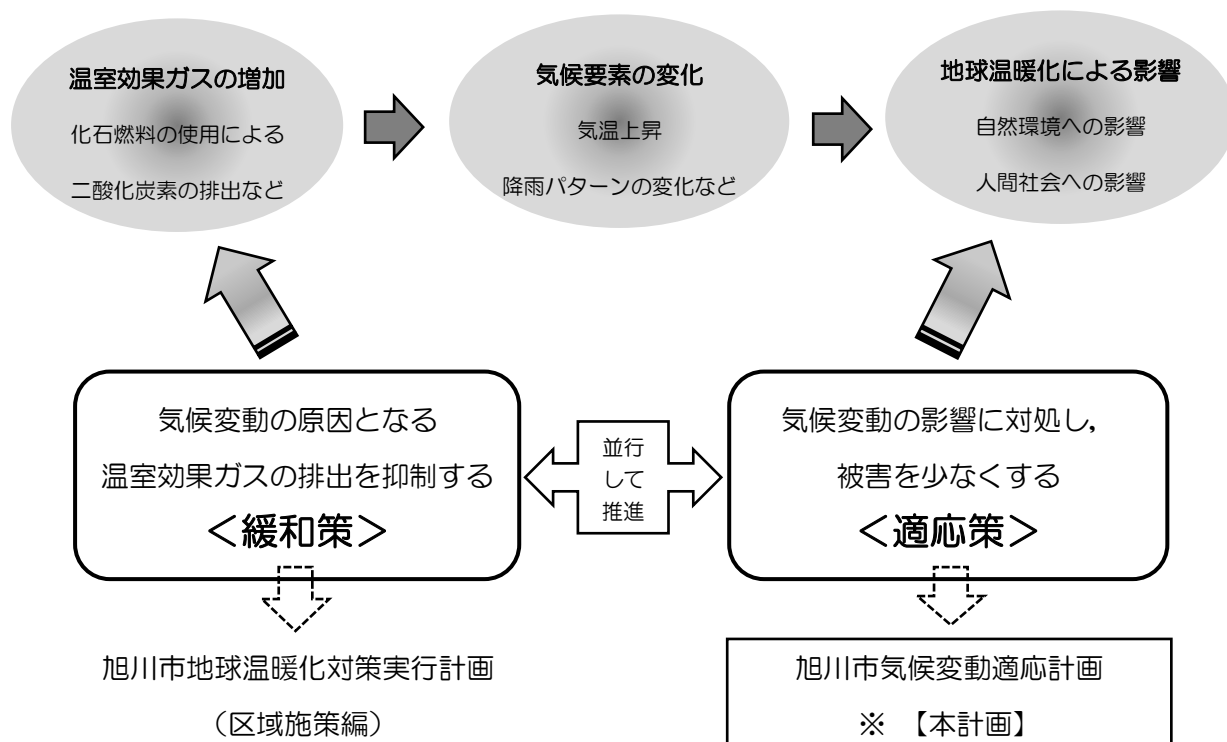 温室効果ガスの増加
化石燃料の使用による
二酸化炭素の排出など
気候要素の変化
気温上昇
降雨パターンの変化など
地球温暖化による影響
自然環境への影響
人間社会への影響
気候変動の原因となる
温室効果ガスの排出を抑制する
＜緩和策＞
並行
して
推進
気候変動の影響に対処し，
被害を少なくする
＜適応策＞
旭川市地球温暖化対策実行計画
（区域施策編）
旭川市気候変動適応計画
※ 【本計画】